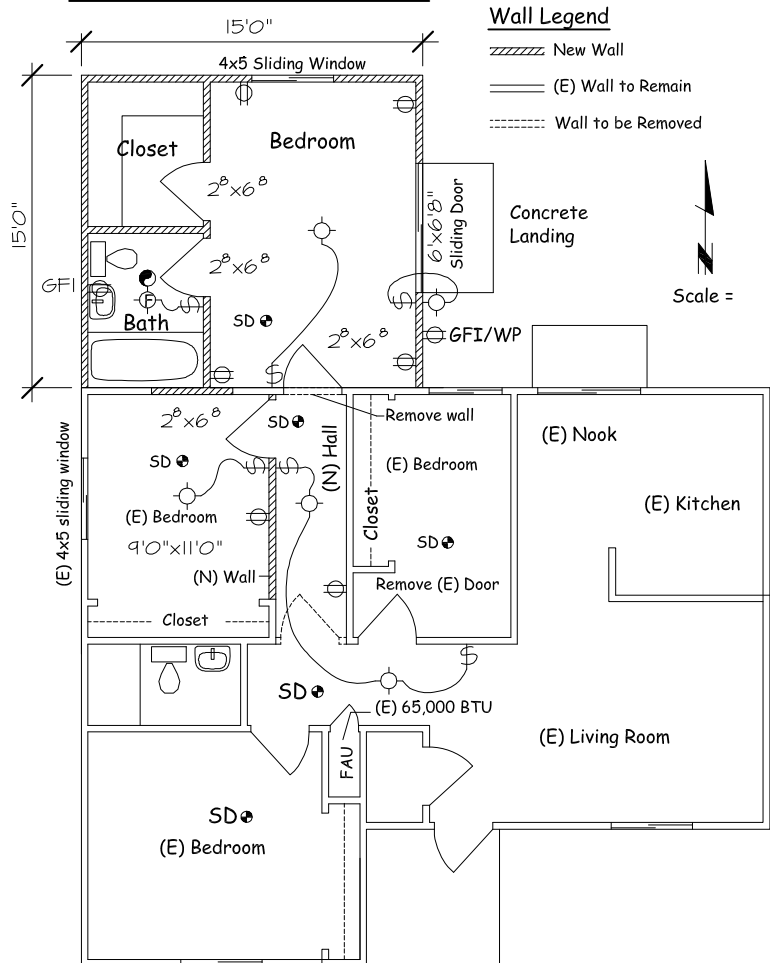 15'0"
Wall Legend
New Wall
(E) Wall to Remain
Wall to be Removed
4x5 Sliding Window
Closet
Bedroom
2⁸x6⁸
6'x6'8"
Sliding Door
Concrete
Landing
15'0"
2⁸x6⁸
GFI
F
S
S
Scale =
Bath
SD
2⁸x6⁸
GFI/WP
S
2⁸x6⁸
SD
Remove wall
(E) Nook
(E) 4x5 sliding window
SD
S
S
(N) Hall
(E) Bedroom
(E) Kitchen
(E) Bedroom
9'0"x11'0"
Closet
SD
(N) Wall
Remove (E) Door
Closet
S
SD
(E) 65,000 BTU
(E) Living Room
FAU
SD
(E) Bedroom